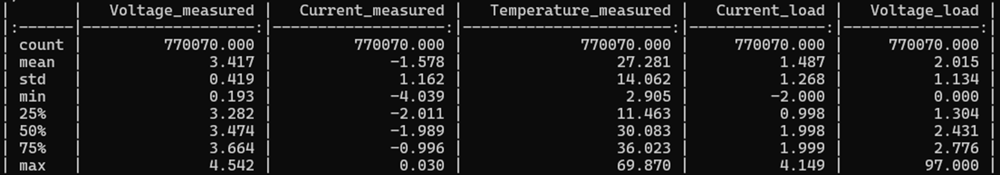 |       | Voltage_measured | Current_measured | Temperature_measured | Current_load | Voltage_load |
|:------|------------------:|------------------:|----------------------:|--------------:|--------------:|
| count | 770070.000 | 770070.000 | 770070.000 | 770070.000 | 770070.000 |
| mean | 3.417 | −1.578 | 27.281 | 1.487 | 2.015 |
| std | 0.419 | 1.162 | 14.062 | 1.268 | 1.134 |
| min | 0.193 | −4.039 | 2.905 | −2.000 | 0.000 |
| 25% | 3.282 | −2.011 | 11.463 | 0.998 | 1.304 |
| 50% | 3.474 | −1.989 | 30.083 | 1.998 | 2.431 |
| 75% | 3.664 | −0.996 | 36.023 | 1.999 | 2.776 |
| max | 4.542 | 0.030 | 69.870 | 4.149 | 97.000 |